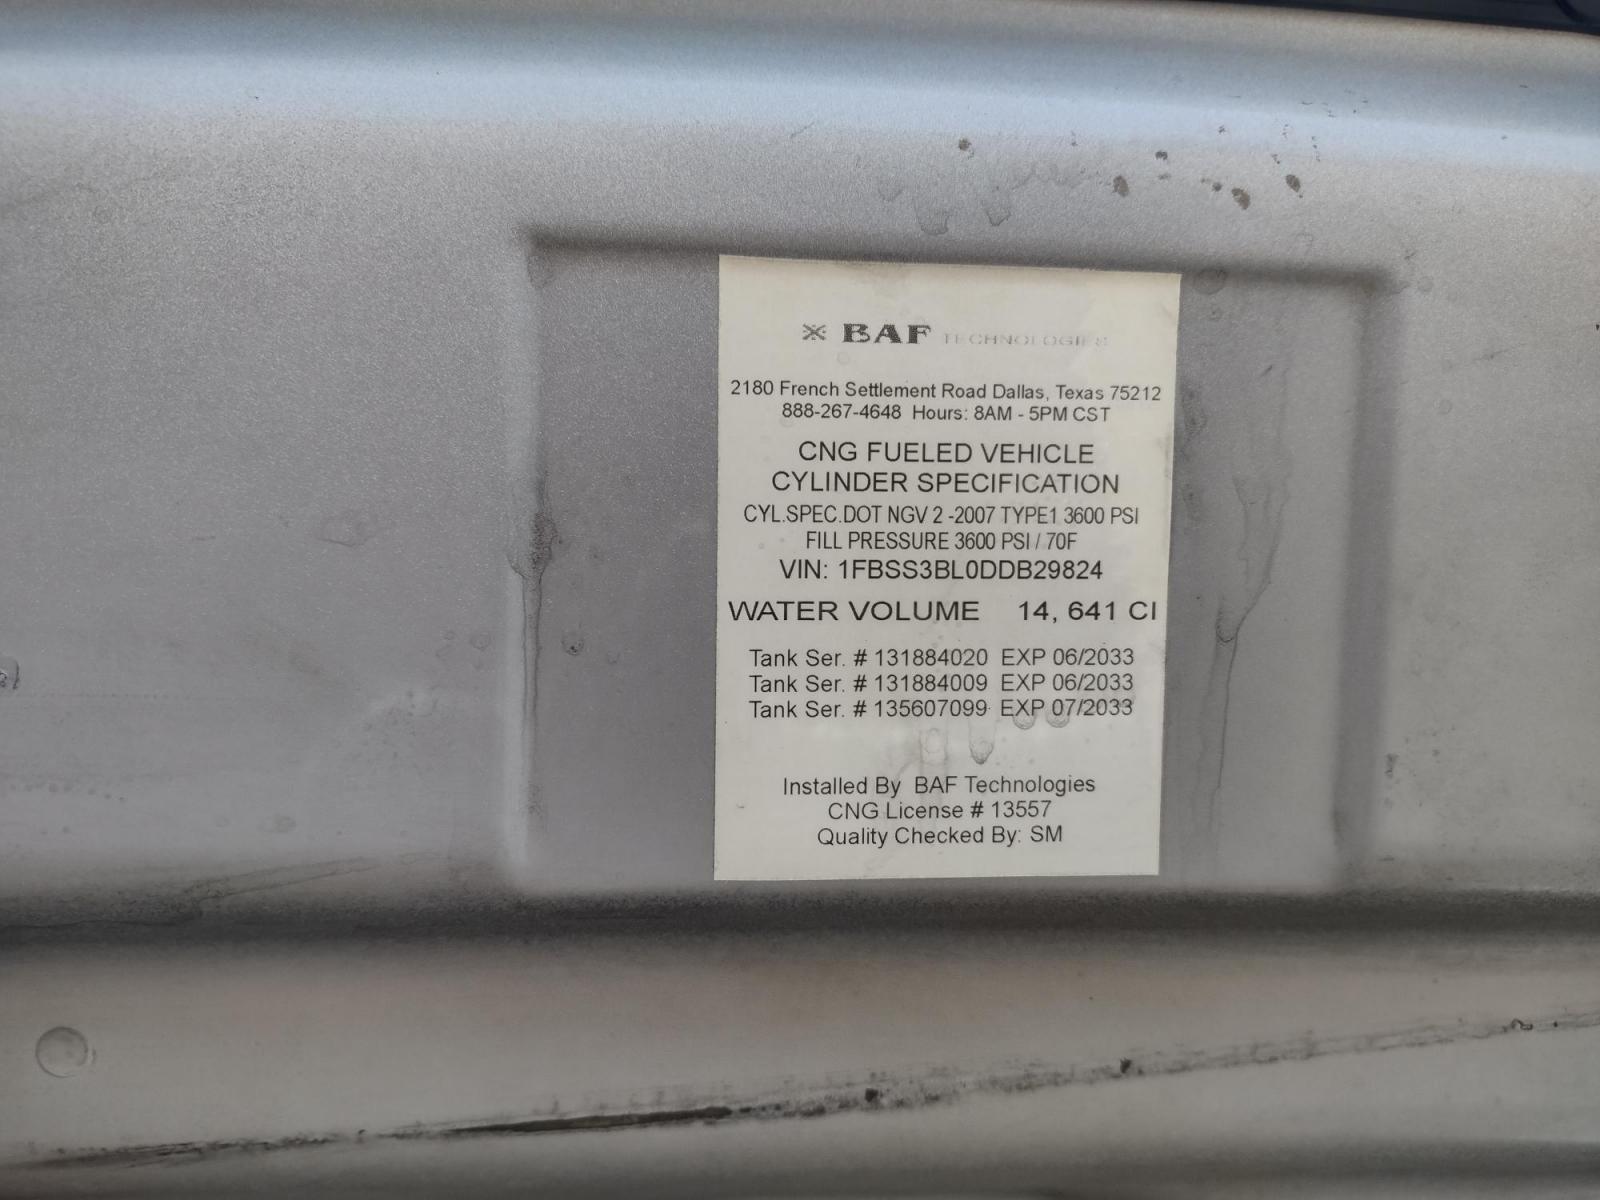 BAF TECHNOLOGIES
2180 French Settlement Road Dallas, Texas 75212
888-267-4648 Hours: 8AM - 5PM CST
CNG FUELED VEHICLE
CYLINDER SPECIFICATION
CYL.SPEC.DOT NGV 2 -2007 TYPE1 3600 PSI
FILL PRESSURE 3600 PSI / 70F
VIN: 1FBSS3BL0DDB29824
WATER VOLUME 14, 641 CI
Tank Ser. # 131884020 EXP 06/2033
Tank Ser. # 131884009 EXP 06/2033
Tank Ser. # 135607099 EXP 07/2033
Installed By BAF Technologies
CNG License # 13557
Quality Checked By: SM